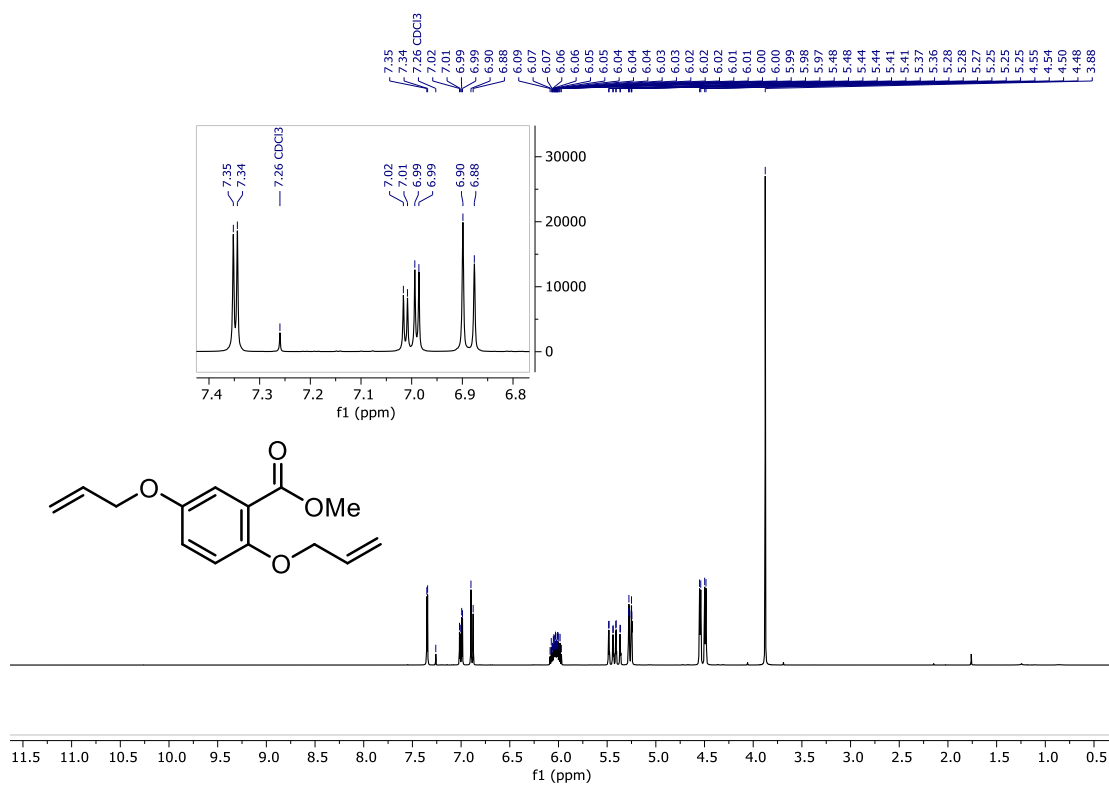 7.35 7.34 7.26 CDCl3 7.02 7.01 6.99 6.99 6.90 6.88 6.09 6.07 6.07 6.06 6.06 6.05 6.05 6.04 6.04 6.04 6.03 6.03 6.02 6.02 6.02 6.01 6.01 6.00 6.00 5.99 5.98 5.97 5.48 5.48 5.44 5.44 5.41 5.41 5.37 5.36 5.28 5.28 5.27 5.25 5.25 5.25 4.55 4.54 4.50 4.48 3.88
7.35 7.34 7.26 CDCl3 7.02 7.01 6.99 6.99 6.90 6.88
30000
20000
10000
0
7.4 7.3 7.2 7.1 7.0 6.9 6.8
f1 (ppm)
O
O
OMe
O
11.5 11.0 10.5 10.0 9.5 9.0 8.5 8.0 7.5 7.0 6.5 6.0 5.5 5.0 4.5 4.0 3.5 3.0 2.5 2.0 1.5 1.0 0.5
f1 (ppm)